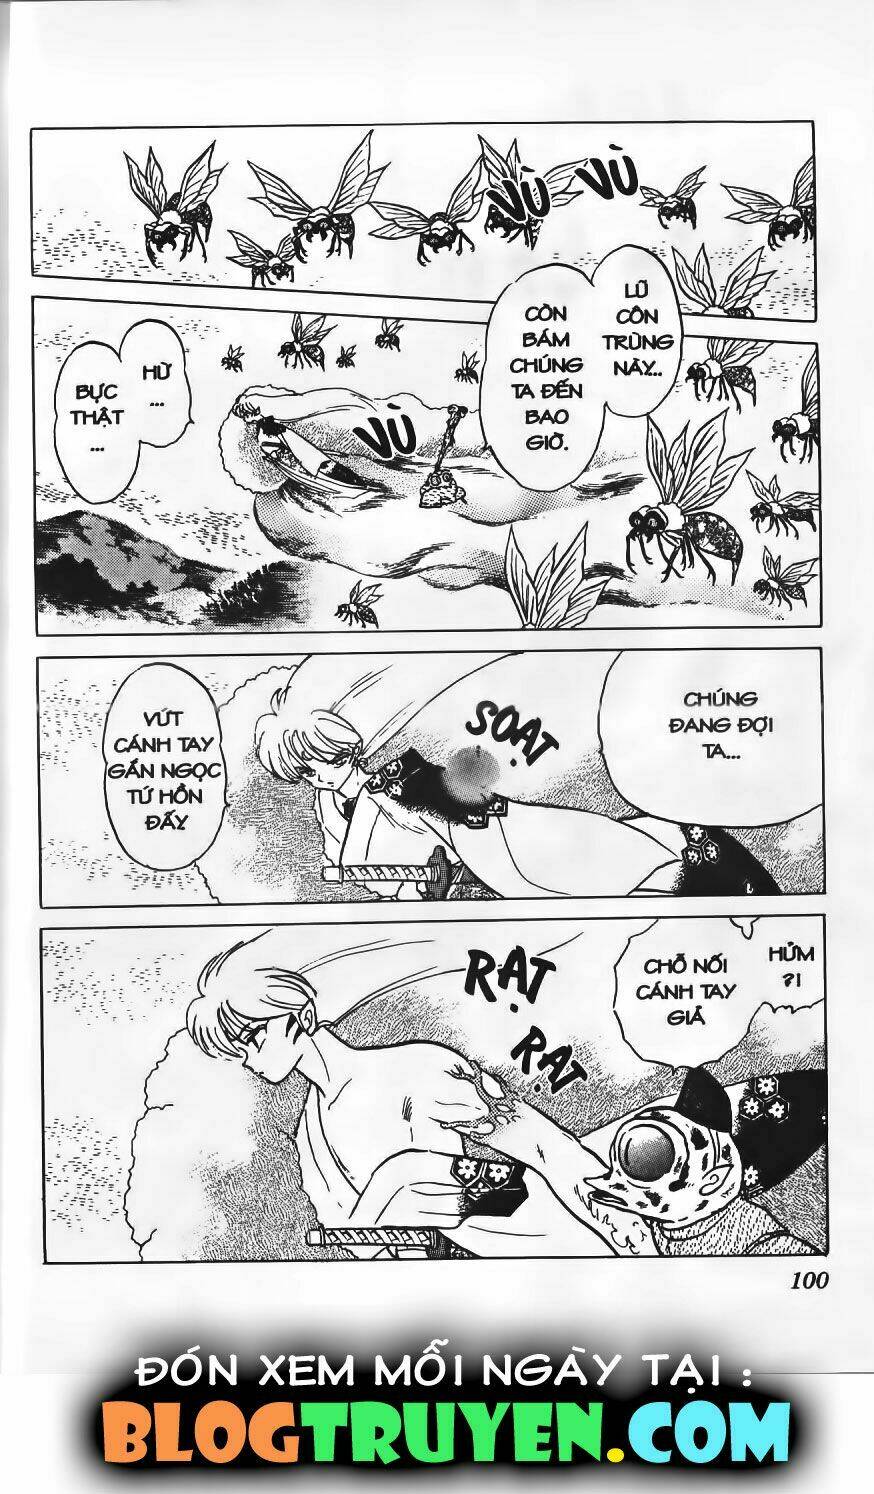 VÙ VÙ
LŨ
CÔN
TRÙNG
NÀY...
CÒN
BÁM
CHÚNG
TA ĐẾN
BAO
GIỜ.
HỪ
...
BỰC
THẬT
...
VÙ
CHÚNG
ĐANG ĐỢI
TA...
SOẠT
VỨT
CÁNH TAY
GẮN NGỌC
TỨ HỒN
ĐẤY.
HỬM
?!
CHỖ NỐI
CÁNH TAY
GIẢ
RẠT
RẠT
100
ĐÓN XEM MỖI NGÀY TẠI :
BLOGTRUYEN.COM